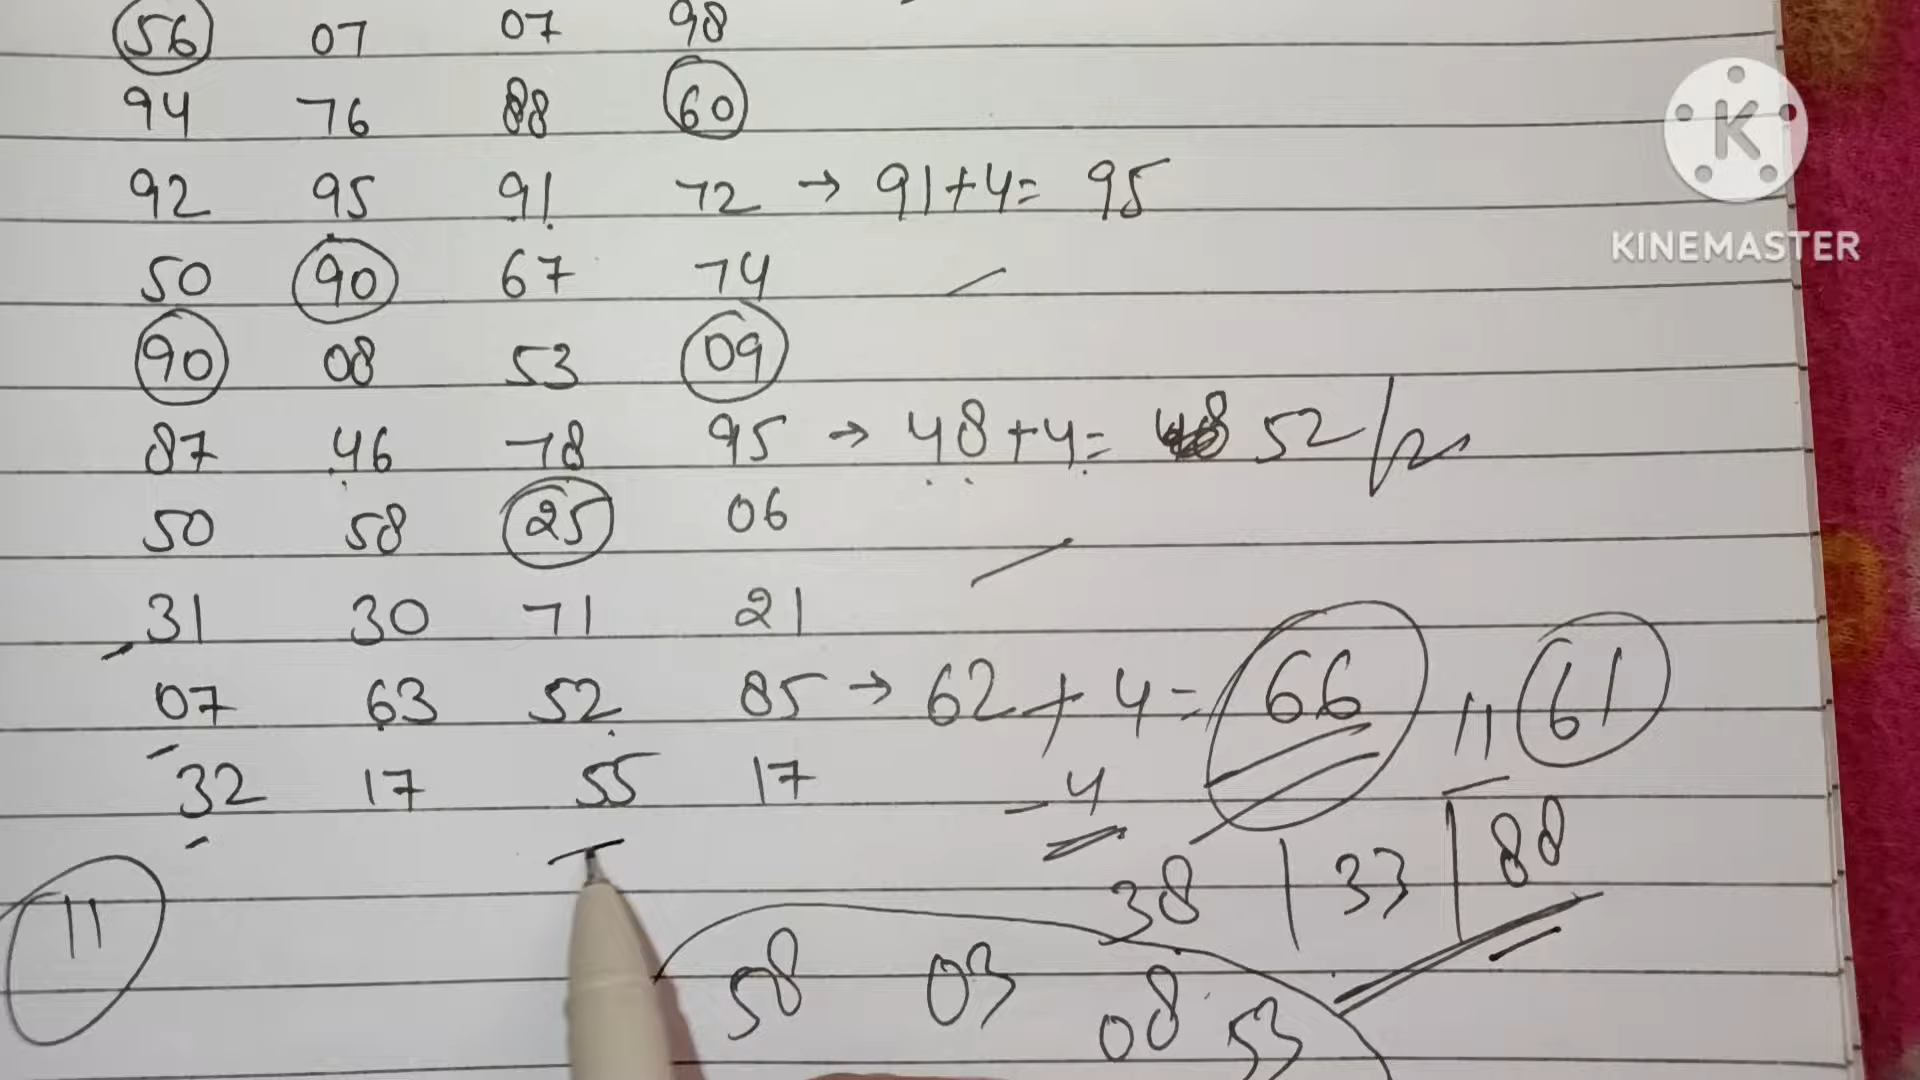 56 07 07 98
94 76 88 60
92 95 91 72 → 91+4= 95
50 90 67 74
90 08 53 09
87 46 78 95 → 48+4= 52
50 58 25 06
31 30 71 21
07 63 52 85 → 62+4= 66 11 61
32 17 55 17 -4
38 | 33 | 88
11
58 03 08 53
K
KINEMASTER